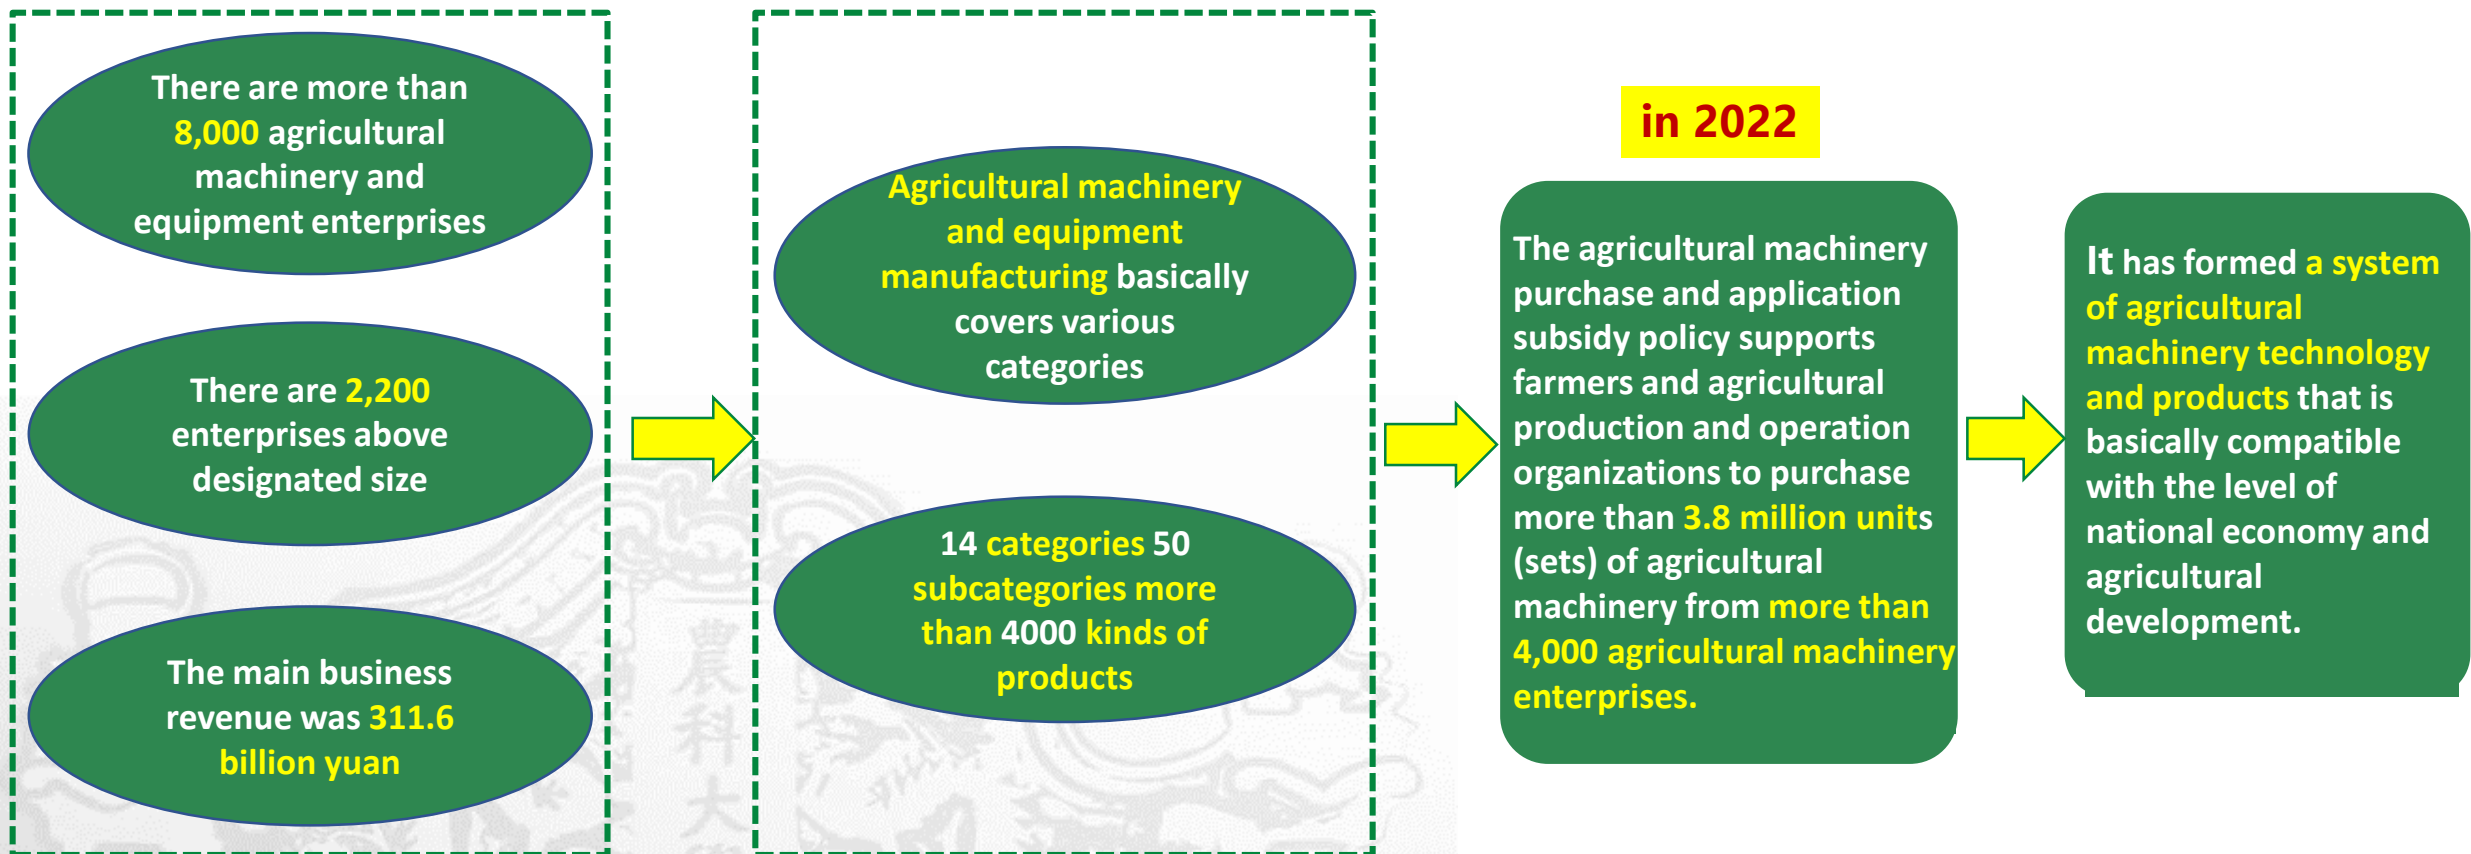 There are more than
8,000 agricultural
machinery and
equipment enterprises
There are 2,200
enterprises above
designated size
The main business
revenue was 311.6
billion yuan
Agricultural machinery
and equipment
manufacturing basically
covers various
categories
14 categories 50
subcategories more
than 4000 kinds of
products
in 2022
The agricultural machinery
purchase and application
subsidy policy supports
farmers and agricultural
production and operation
organizations to purchase
more than 3.8 million units
(sets) of agricultural
machinery from more than
4,000 agricultural machinery
enterprises.
It has formed a system
of agricultural
machinery technology
and products that is
basically compatible
with the level of
national economy and
agricultural
development.
農
科
大